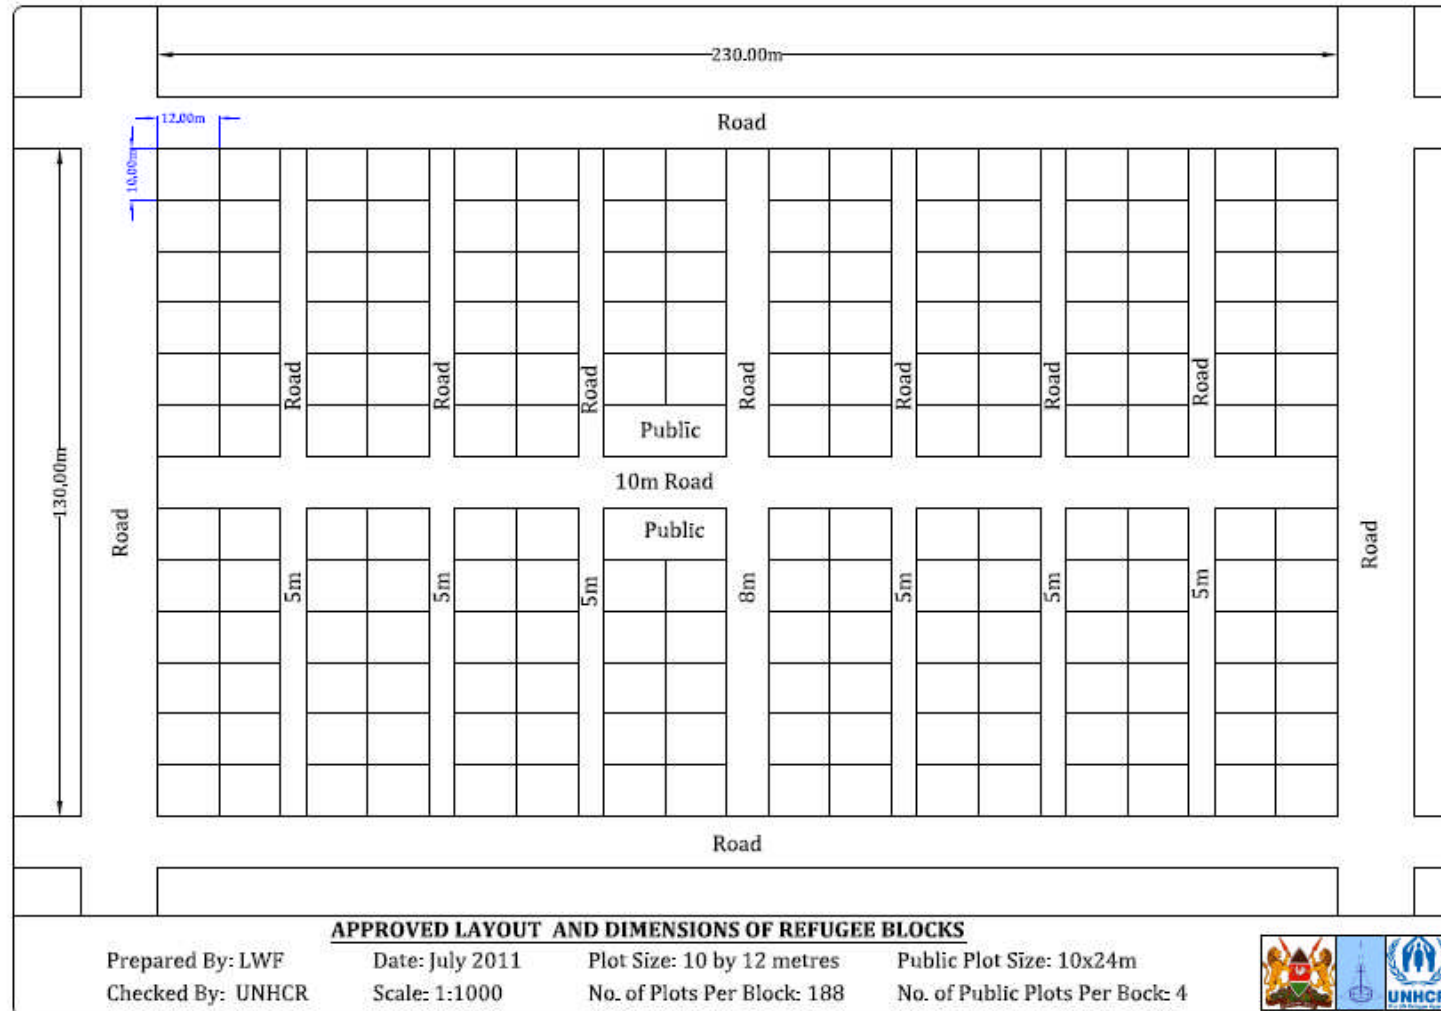 230.00m
12.00m
Road
10.00m
Road Road Road Road Road Road Road
Public
130.00m
10m Road
Road
Public
Road
5m 5m 5m 8m 5m 5m 5m
Road
APPROVED LAYOUT AND DIMENSIONS OF REFUGEE BLOCKS
Prepared By: LWF Date: July 2011 Plot Size: 10 by 12 metres Public Plot Size: 10x24m
Checked By: UNHCR Scale: 1:1000 No. of Plots Per Block: 188 No. of Public Plots Per Bock: 4
UNHCR